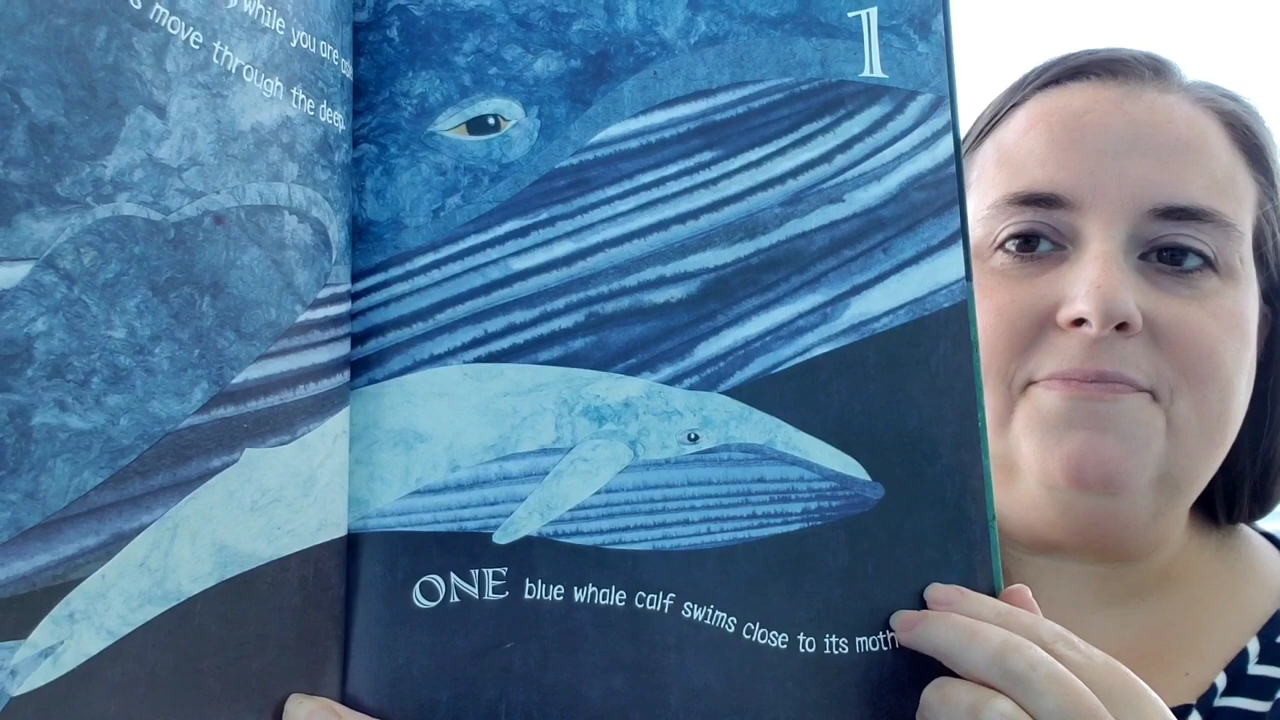 while you are
s move through the deep.
1
ONE blue whale calf swims close to its moth